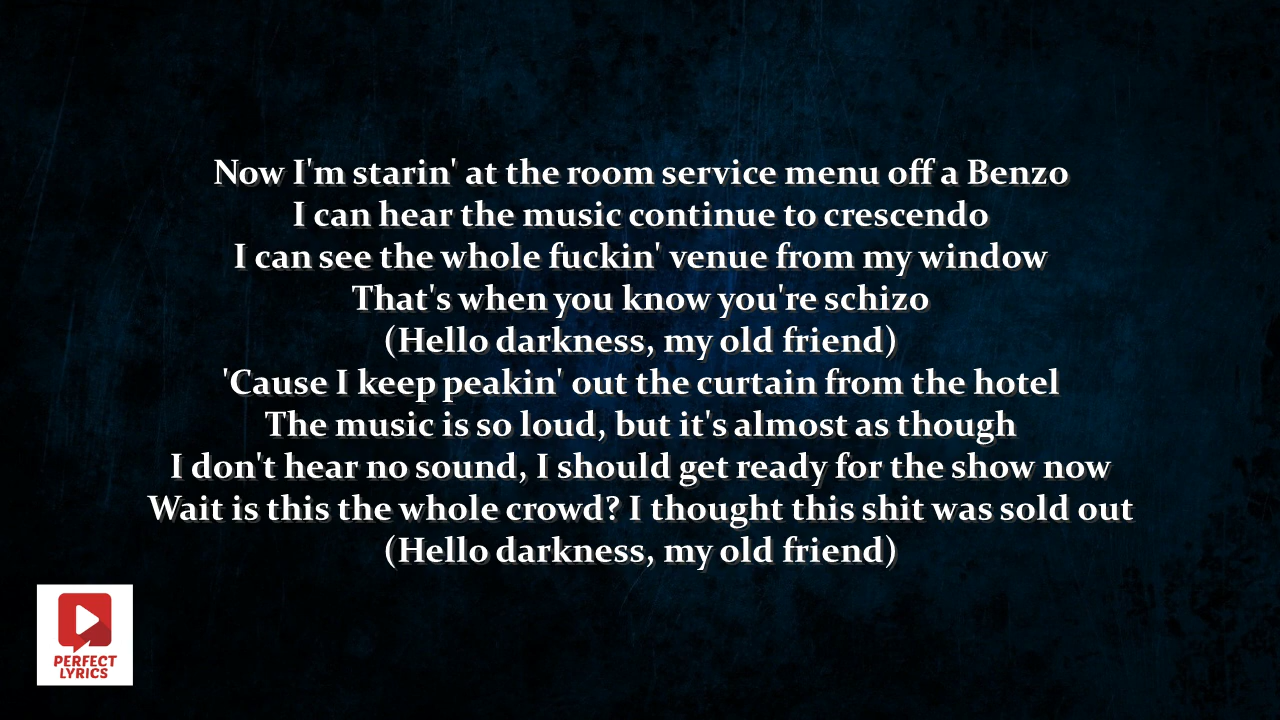 Now I'm starin' at the room service menu off a Benzo
I can hear the music continue to crescendo
I can see the whole fuckin' venue from my window
That's when you know you're schizo
(Hello darkness, my old friend)
'Cause I keep peakin' out the curtain from the hotel
The music is so loud, but it's almost as though
I don't hear no sound, I should get ready for the show now
Wait is this the whole crowd? I thought this shit was sold out
(Hello darkness, my old friend)
PERFECT
LYRICS